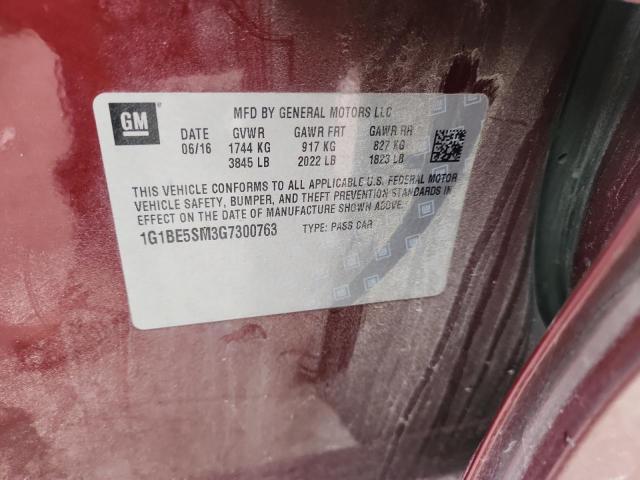 GM
MFD BY GENERAL MOTORS LLC
DATE GVWR GAWR FRT GAWR RR
06/16 1744 KG 917 KG 827 KG
3845 LB 2022 LB 1823 LB
THIS VEHICLE CONFORMS TO ALL APPLICABLE U.S. FEDERAL MOTOR
VEHICLE SAFETY, BUMPER, AND THEFT PREVENTION STANDARDS IN
EFFECT ON THE DATE OF MANUFACTURE SHOWN ABOVE.
1G1BE5SM3G7300763 TYPE: PASS CAR